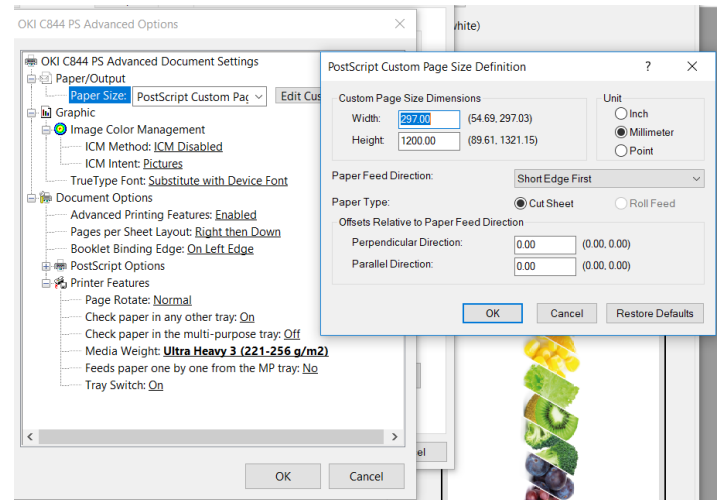 OKI C844 PS Advanced Options
OKI C844 PS Advanced Document Settings
Paper/Output
Paper Size: PostScript Custom Pag
Edit Cus
Graphic
Image Color Management
ICM Method: ICM Disabled
ICM Intent: Pictures
TrueType Font: Substitute with Device Font
Document Options
Advanced Printing Features: Enabled
Pages per Sheet Layout: Right then Down
Booklet Binding Edge: On Left Edge
PostScript Options
Printer Features
Page Rotate: Normal
Check paper in any other tray: On
Check paper in the multi-purpose tray: Off
Media Weight: Ultra Heavy 3 (221-256 g/m2)
Feeds paper one by one from the MP tray: No
Tray Switch: On
OK Cancel
white)
PostScript Custom Page Size Definition ?
Custom Page Size Dimensions
Width: 297.00 (54.69, 297.03)
Height: 1200.00 (89.61, 1321.15)
Unit
Inch
Millimeter
Point
Paper Feed Direction: Short Edge First
Paper Type: Cut Sheet Roll Feed
Offsets Relative to Paper Feed Direction
Perpendicular Direction: 0.00 (0.00, 0.00)
Parallel Direction: 0.00 (0.00, 0.00)
OK Cancel Restore Defaults
el